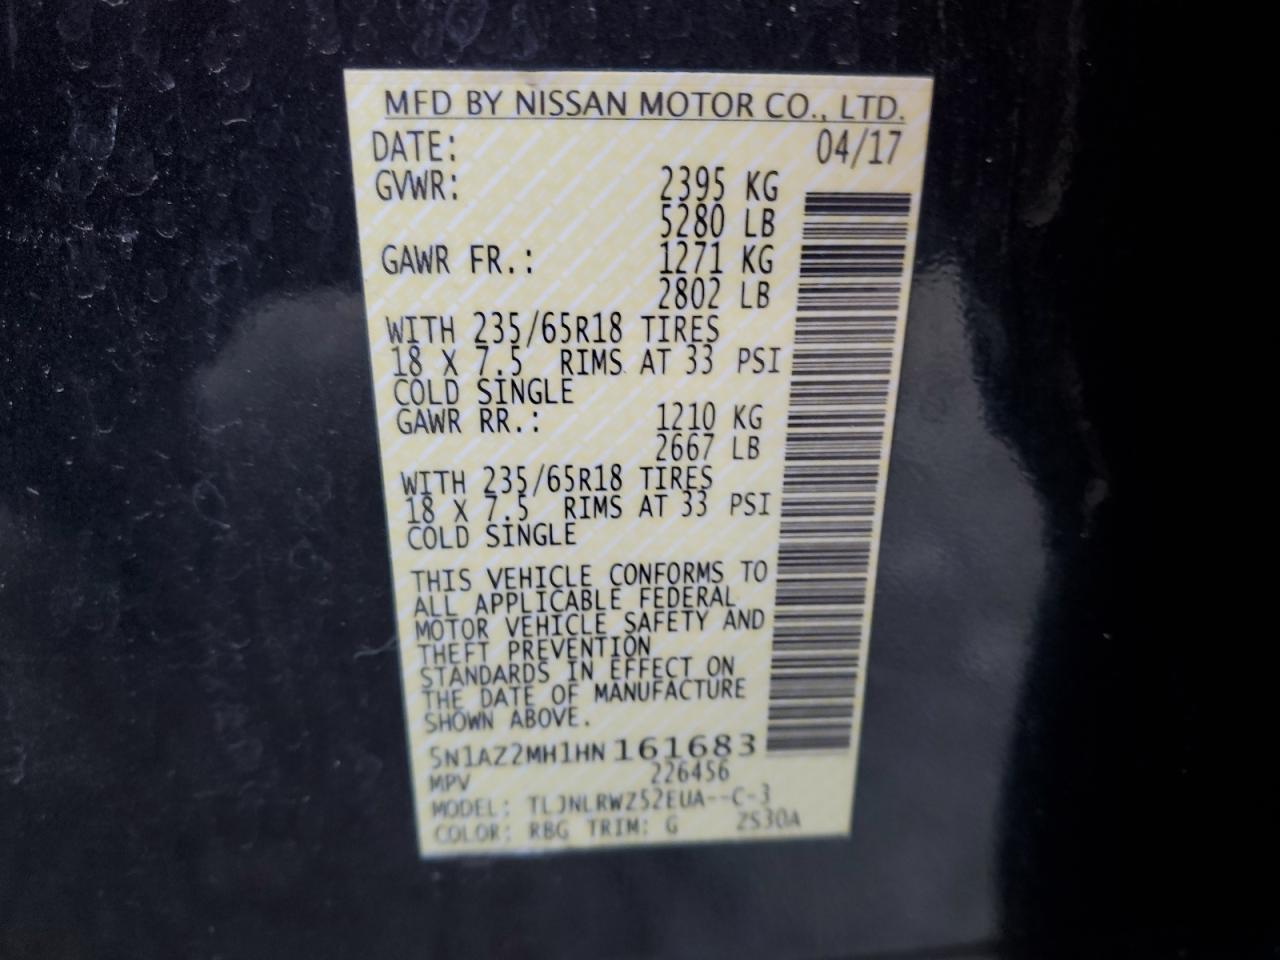 MFD BY NISSAN MOTOR CO., LTD.
DATE: 04/17
GVWR: 2395 KG
5280 LB
GAWR FR.: 1271 KG
2802 LB
WITH 235/65R18 TIRES
18 X 7.5 RIMS AT 33 PSI
COLD SINGLE
GAWR RR.: 1210 KG
2667 LB
WITH 235/65R18 TIRES
18 X 7.5 RIMS AT 33 PSI
COLD SINGLE
THIS VEHICLE CONFORMS TO
ALL APPLICABLE FEDERAL
MOTOR VEHICLE SAFETY AND
THEFT PREVENTION
STANDARDS IN EFFECT ON
THE DATE OF MANUFACTURE
SHOWN ABOVE.
5N1AZ2MH1HN161683
226456
MPV
MODEL: TLJNLRWZ52EUA--C-3
COLOR: RBG TRIM: G ZS30A